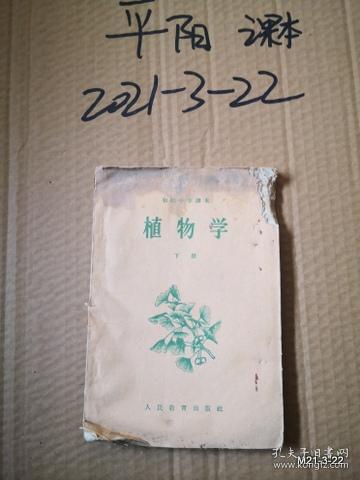 平阳 课本
2021-3-22
初级中学课本
植物学
下册
人民教育出版社
孔夫子旧书网
M21-3-22